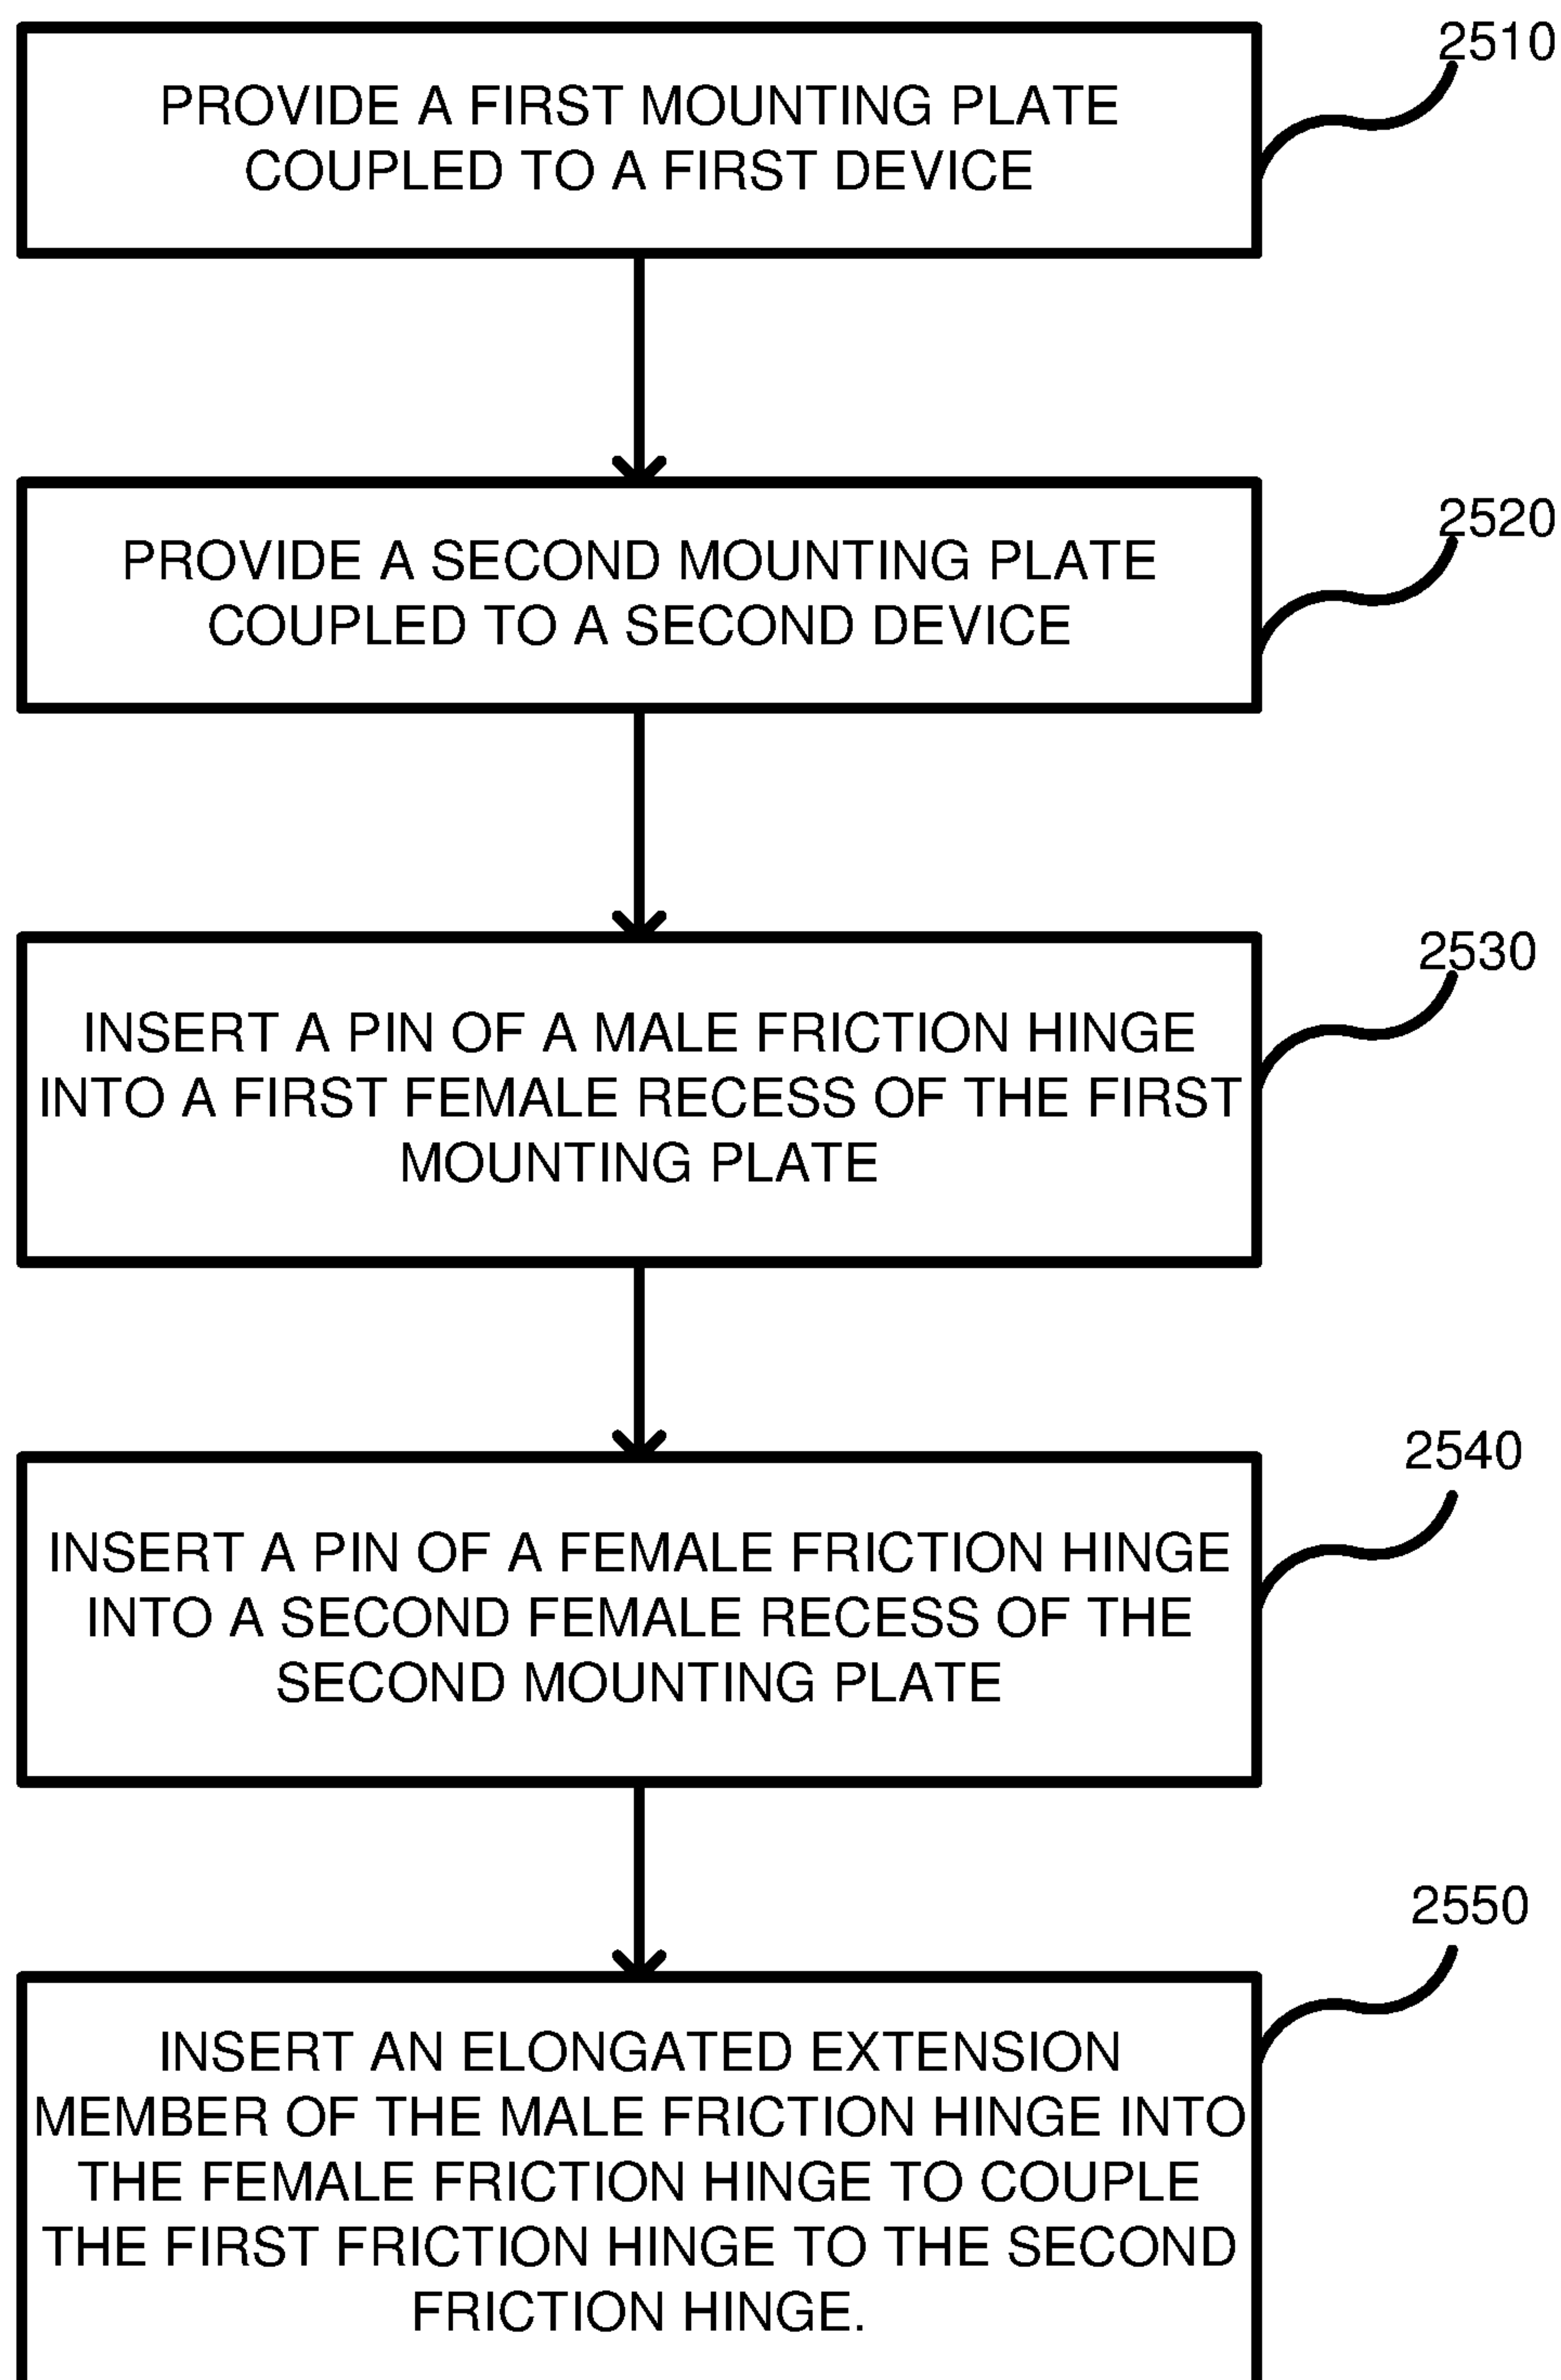 2510
PROVIDE A FIRST MOUNTING PLATE
COUPLED TO A FIRST DEVICE
2520
PROVIDE A SECOND MOUNTING PLATE
COUPLED TO A SECOND DEVICE
2530
INSERT A PIN OF A MALE FRICTION HINGE
INTO A FIRST FEMALE RECESS OF THE FIRST
MOUNTING PLATE
2540
INSERT A PIN OF A FEMALE FRICTION HINGE
INTO A SECOND FEMALE RECESS OF THE
SECOND MOUNTING PLATE
2550
INSERT AN ELONGATED EXTENSION
MEMBER OF THE MALE FRICTION HINGE INTO
THE FEMALE FRICTION HINGE TO COUPLE
THE FIRST FRICTION HINGE TO THE SECOND
FRICTION HINGE.